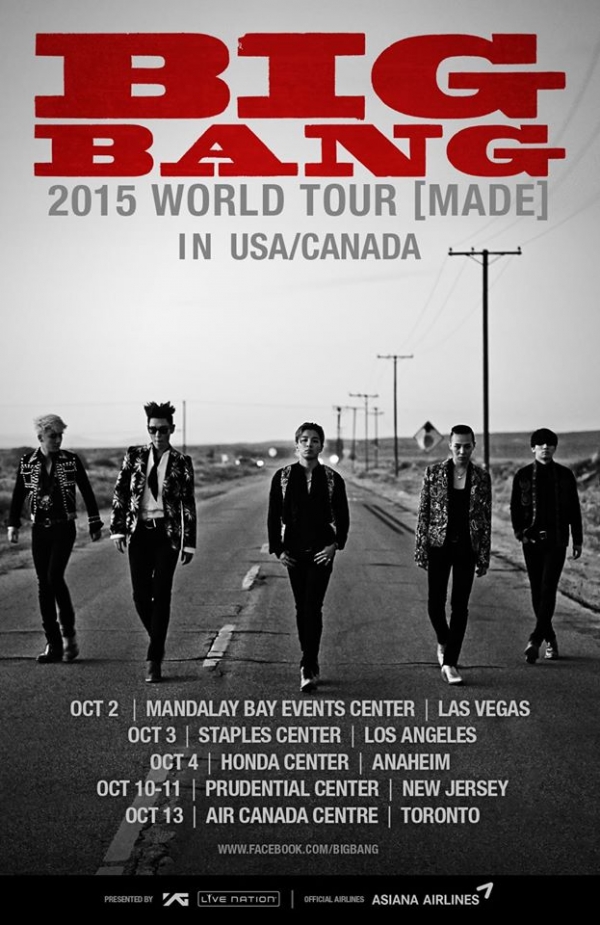 BIG
BANG
2015 WORLD TOUR [MADE]
IN USA/CANADA
OCT 2 | MANDALAY BAY EVENTS CENTER | LAS VEGAS
OCT 3 | STAPLES CENTER | LOS ANGELES
OCT 4 | HONDA CENTER | ANAHEIM
OCT 10-11 | PRUDENTIAL CENTER | NEW JERSEY
OCT 13 | AIR CANADA CENTRE | TORONTO
WWW.FACEBOOK.COM/BIGBANG
PRESENTED BY YG LIVE NATION | OFFICIAL AIRLINES ASIANA AIRLINES